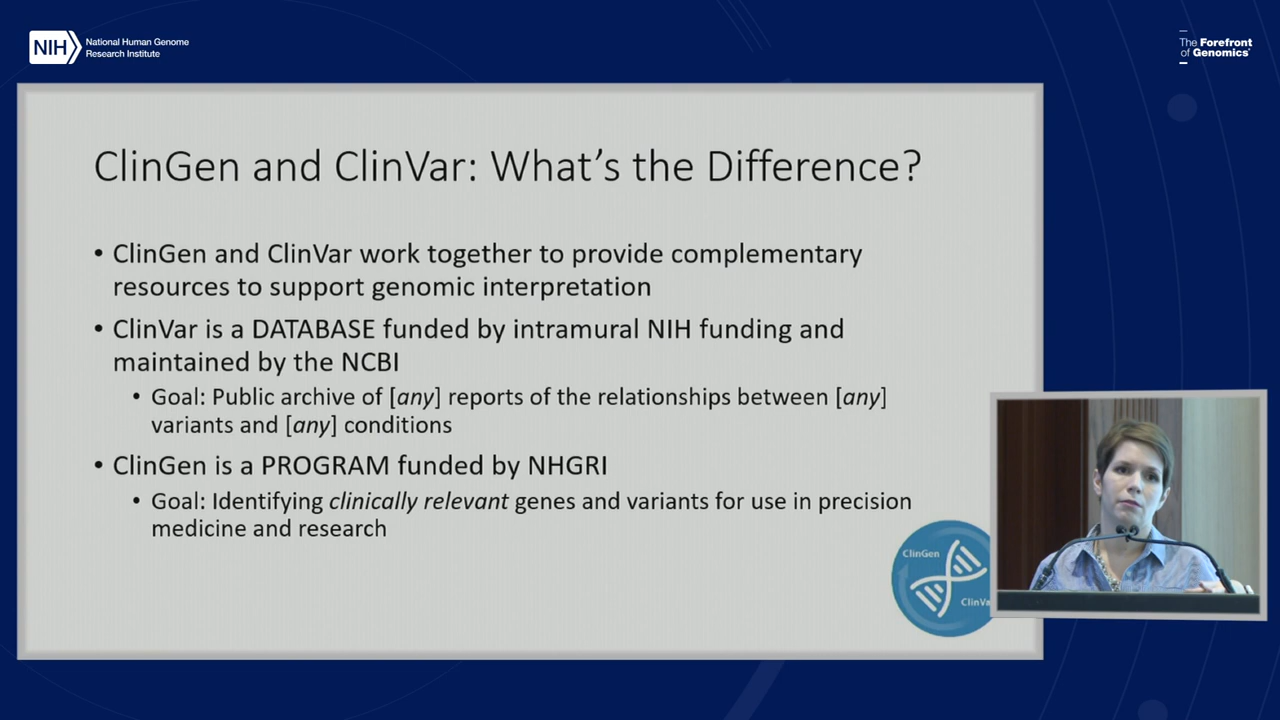 NIH
National Human Genome
Research Institute
The Forefront
of Genomics
ClinGen and ClinVar: What's the Difference?
• ClinGen and ClinVar work together to provide complementary
resources to support genomic interpretation
• ClinVar is a DATABASE funded by intramural NIH funding and
maintained by the NCBI
• Goal: Public archive of [any] reports of the relationships between [any]
variants and [any] conditions
• ClinGen is a PROGRAM funded by NHGRI
• Goal: Identifying clinically relevant genes and variants for use in precision
medicine and research
ClinGen